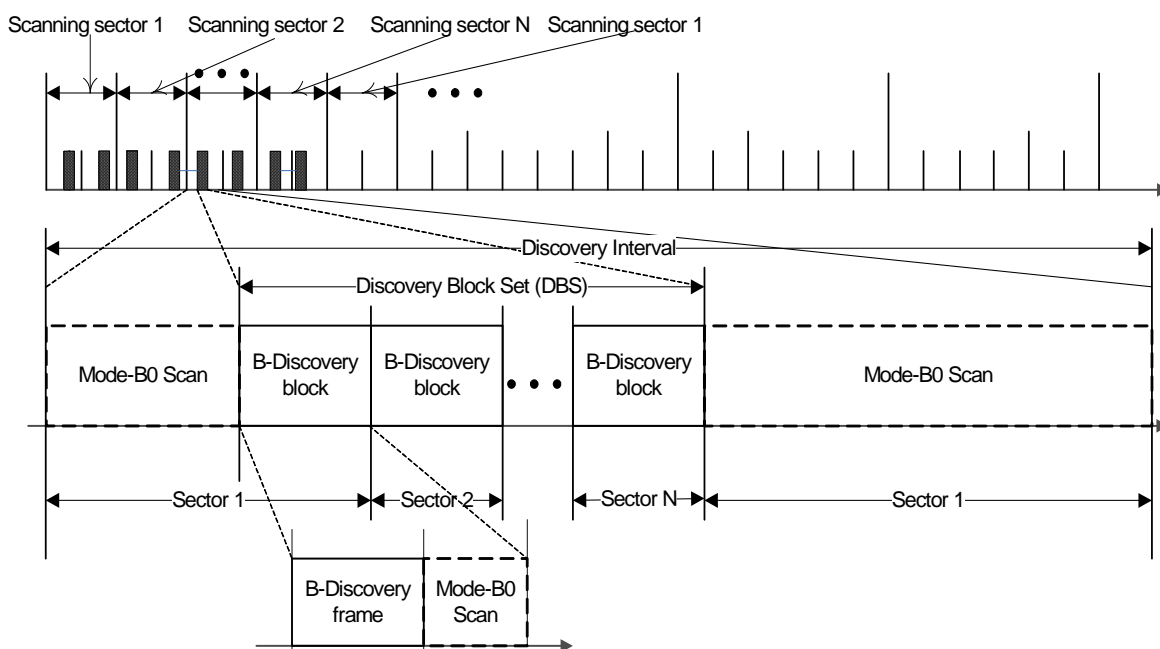 Scanning sector 1
Scanning sector 2
Scanning sector N
Scanning sector 1
Discovery Interval
Discovery Block Set (DBS)
Mode-B0 Scan
B-Discovery
block
B-Discovery
block
B-Discovery
block
Mode-B0 Scan
Sector 1
Sector 2
Sector N
Sector 1
B-Discovery
frame
Mode-B0
Scan